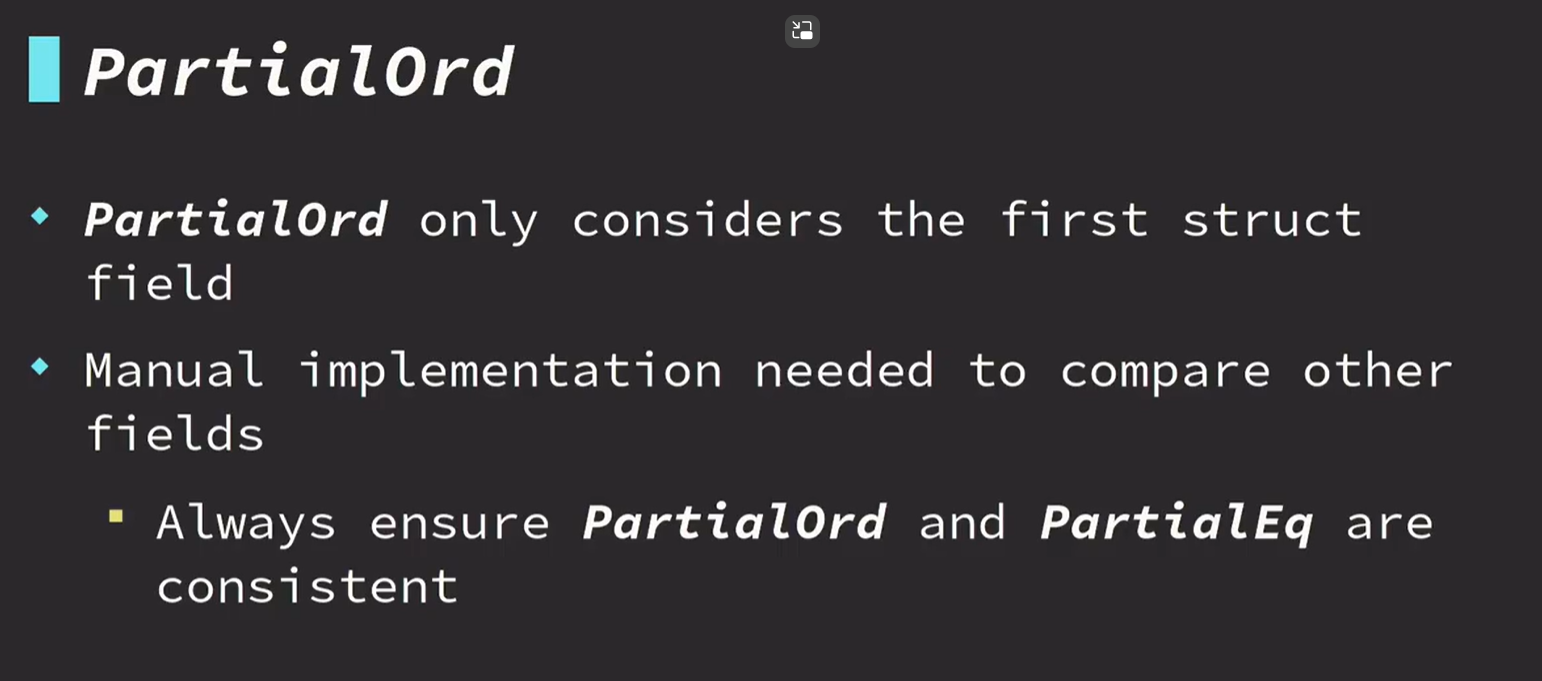 PartialOrd
PartialOrd only considers the first struct
field
Manual implementation needed to compare other
fields
Always ensure PartialOrd and PartialEq are
consistent